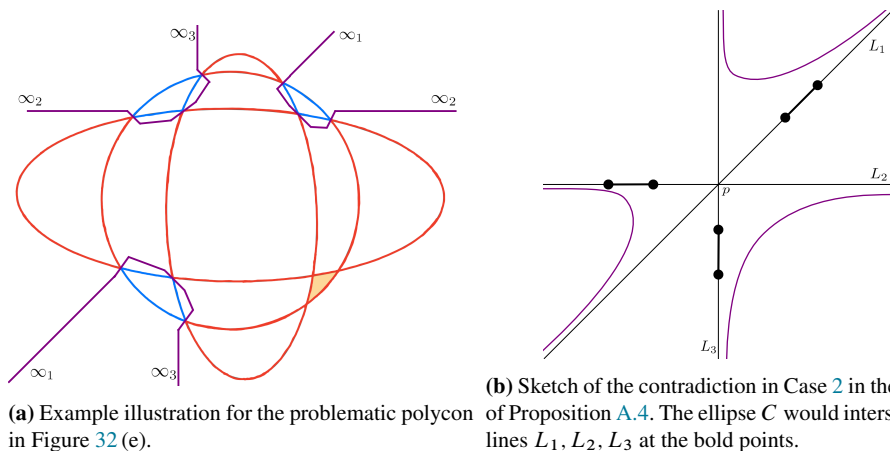 ∞₃
∞₁
∞₂
∞₂
∞₁
∞₃
L₁
L₂
p
L₃
(a) Example illustration for the problematic polycon
in Figure 32 (e).
(b) Sketch of the contradiction in Case 2 in the
of Proposition A.4. The ellipse C would inters
lines L₁, L₂, L₃ at the bold points.